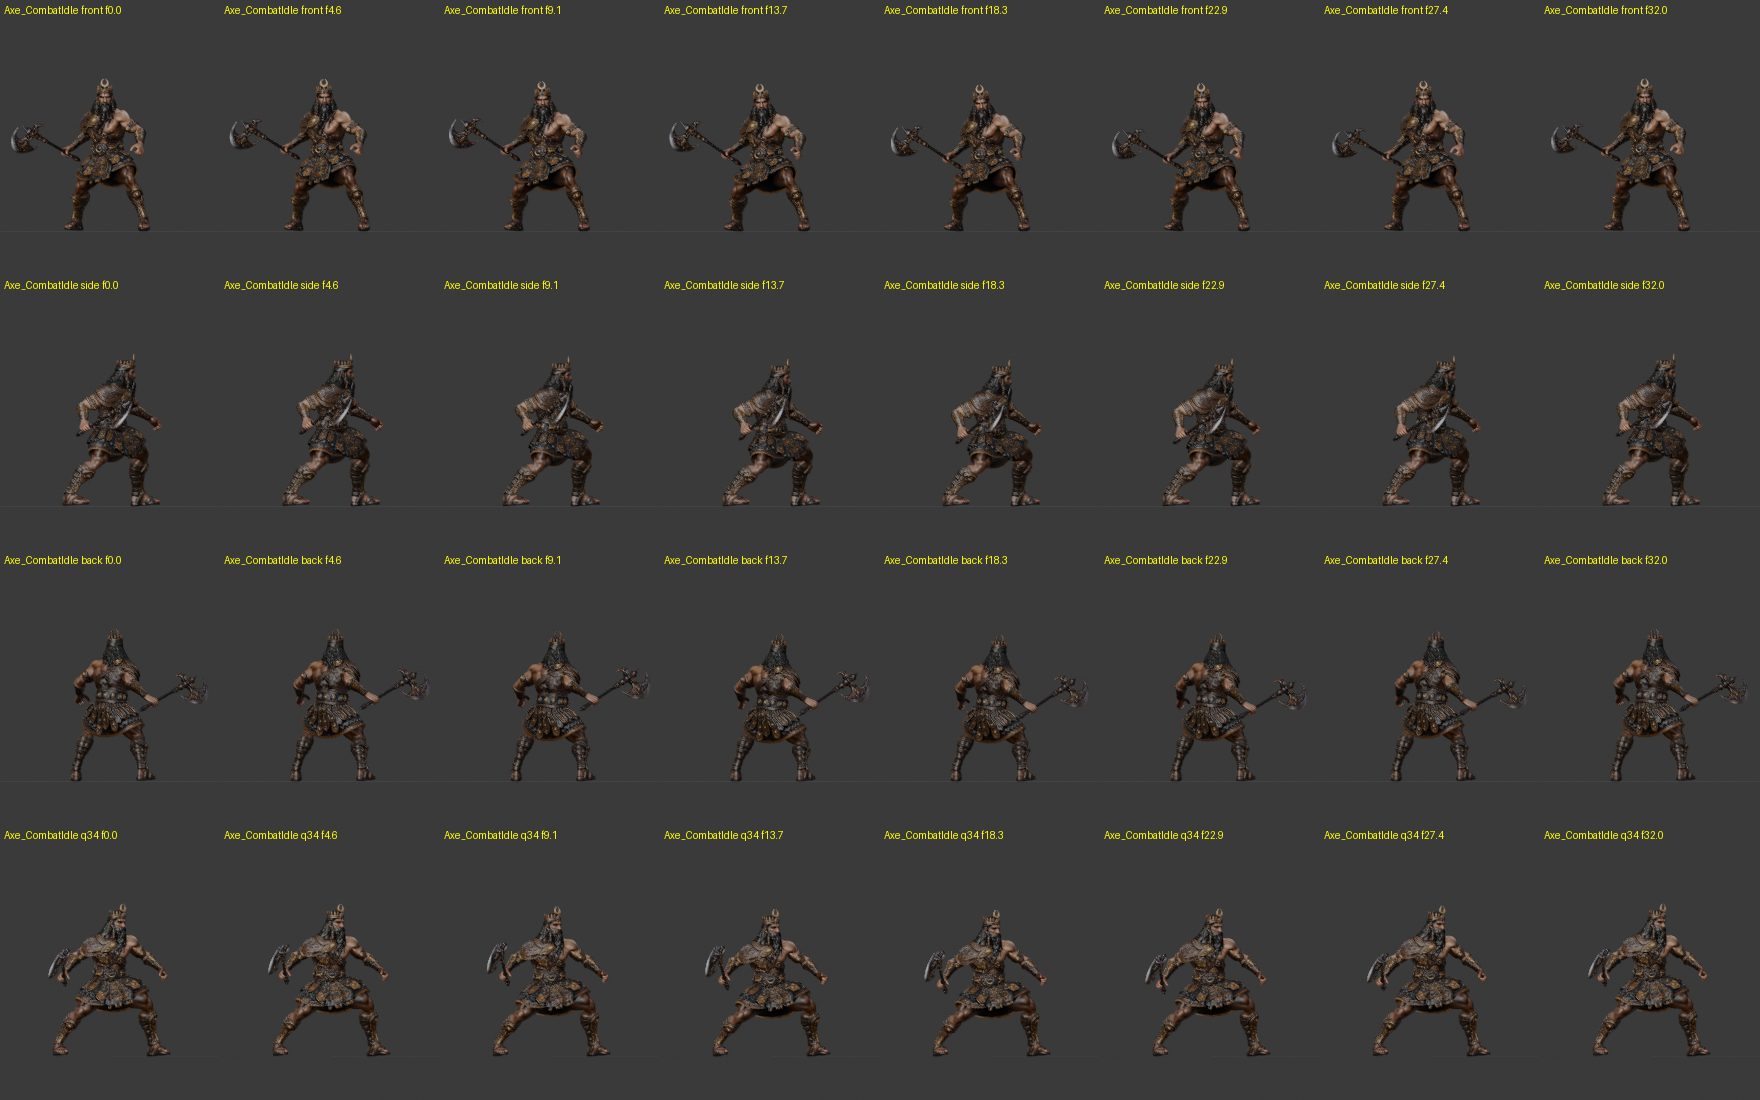 Axe_CombatIdle front f0.0
Axe_CombatIdle front f4.6
Axe_CombatIdle front f9.1
Axe_CombatIdle front f13.7
Axe_CombatIdle front f18.3
Axe_CombatIdle front f22.9
Axe_CombatIdle front f27.4
Axe_CombatIdle front f32.0
Axe_CombatIdle side f0.0
Axe_CombatIdle side f4.6
Axe_CombatIdle side f9.1
Axe_CombatIdle side f13.7
Axe_CombatIdle side f18.3
Axe_CombatIdle side f22.9
Axe_CombatIdle side f27.4
Axe_CombatIdle side f32.0
Axe_CombatIdle back f0.0
Axe_CombatIdle back f4.6
Axe_CombatIdle back f9.1
Axe_CombatIdle back f13.7
Axe_CombatIdle back f18.3
Axe_CombatIdle back f22.9
Axe_CombatIdle back f27.4
Axe_CombatIdle back f32.0
Axe_CombatIdle q34 f0.0
Axe_CombatIdle q34 f4.6
Axe_CombatIdle q34 f9.1
Axe_CombatIdle q34 f13.7
Axe_CombatIdle q34 f18.3
Axe_CombatIdle q34 f22.9
Axe_CombatIdle q34 f27.4
Axe_CombatIdle q34 f32.0